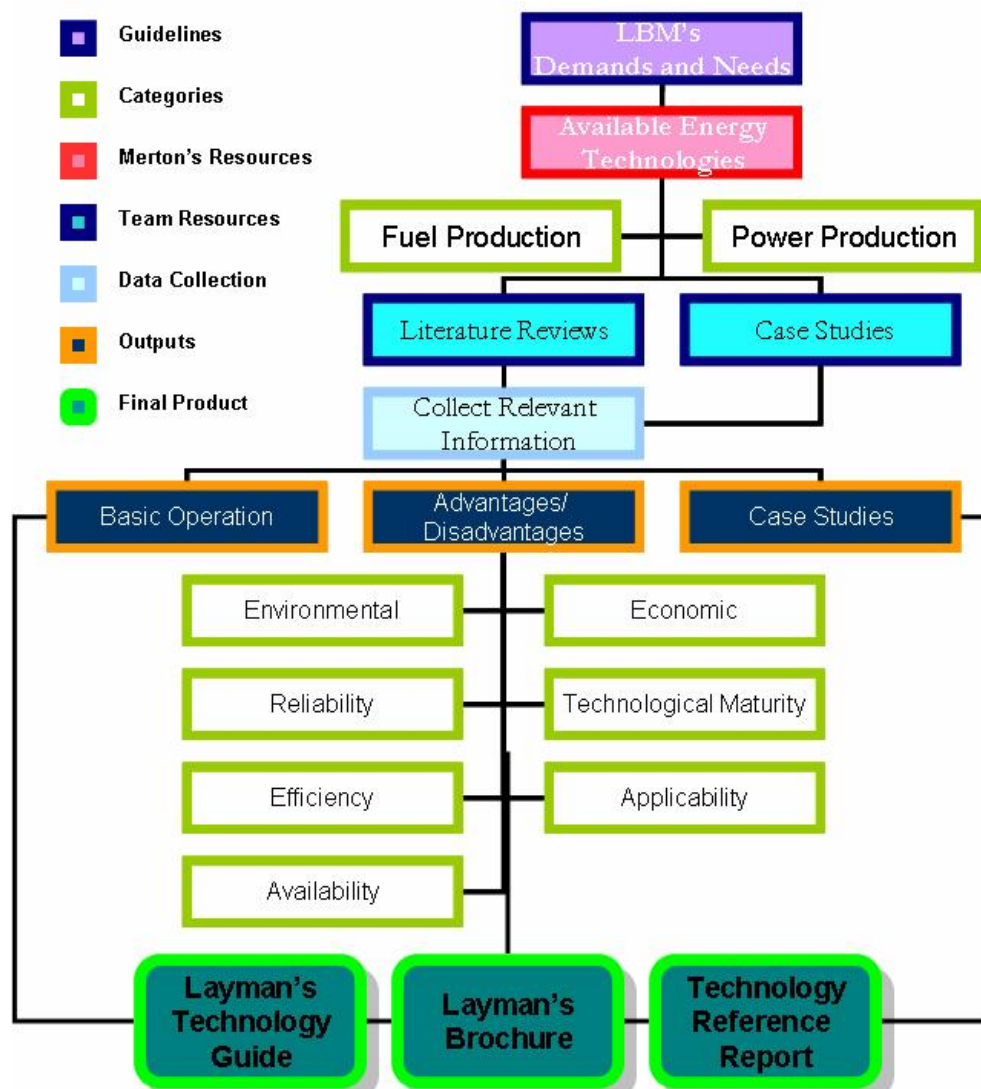 Guidelines
Categories
Merton's Resources
Team Resources
Data Collection
Outputs
Final Product
LBM's
Demands and Needs
Available Energy
Technologies
Fuel Production
Power Production
Literature Reviews
Case Studies
Collect Relevant
Information
Basic Operation
Advantages/
Disadvantages
Case Studies
Environmental
Economic
Reliability
Technological Maturity
Efficiency
Applicability
Availability
Layman's
Technology
Guide
Layman's
Brochure
Technology
Reference
Report